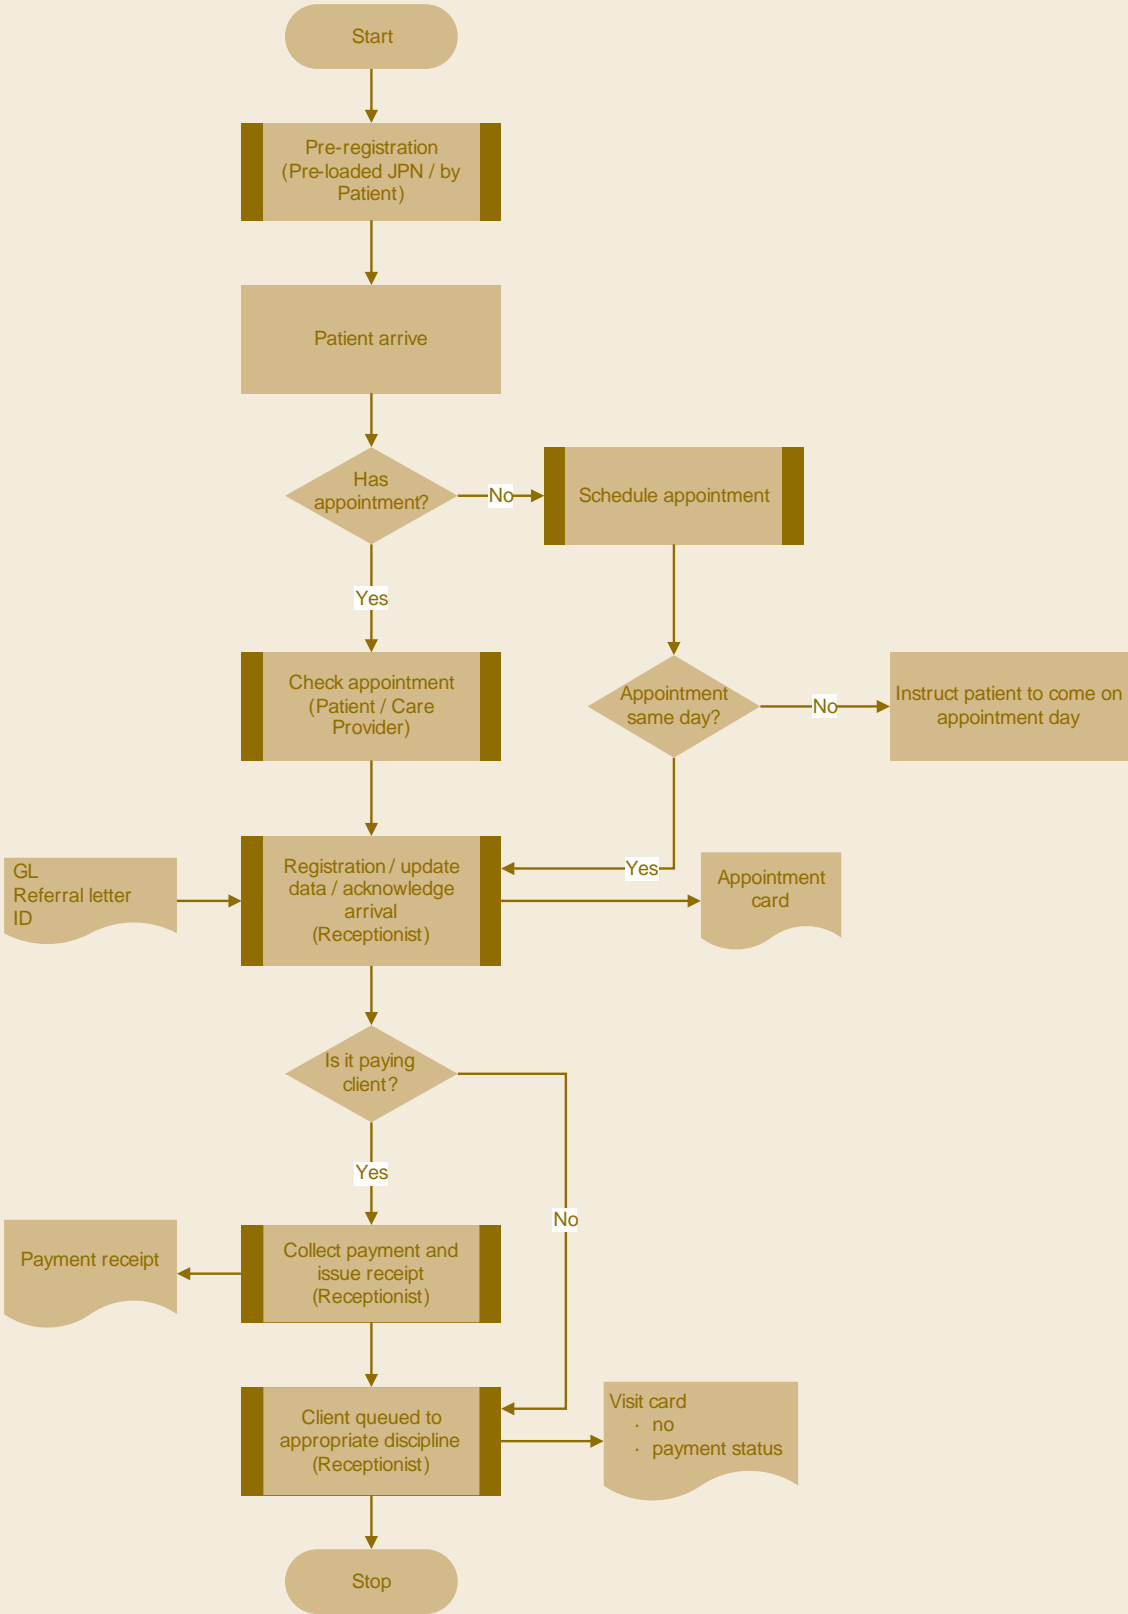 Start
Pre-registration
(Pre-loaded JPN / by
Patient)
Patient arrive
Has
appointment?
No
Schedule appointment
Yes
Check appointment
(Patient / Care
Provider)
Appointment
same day?
No
Instruct patient to come on
appointment day
GL
Referral letter
ID
Registration / update
data / acknowledge
arrival
(Receptionist)
Yes
Appointment
card
Is it paying
client?
Yes
No
Payment receipt
Collect payment and
issue receipt
(Receptionist)
Client queued to
appropriate discipline
(Receptionist)
Visit card
· no
· payment status
Stop